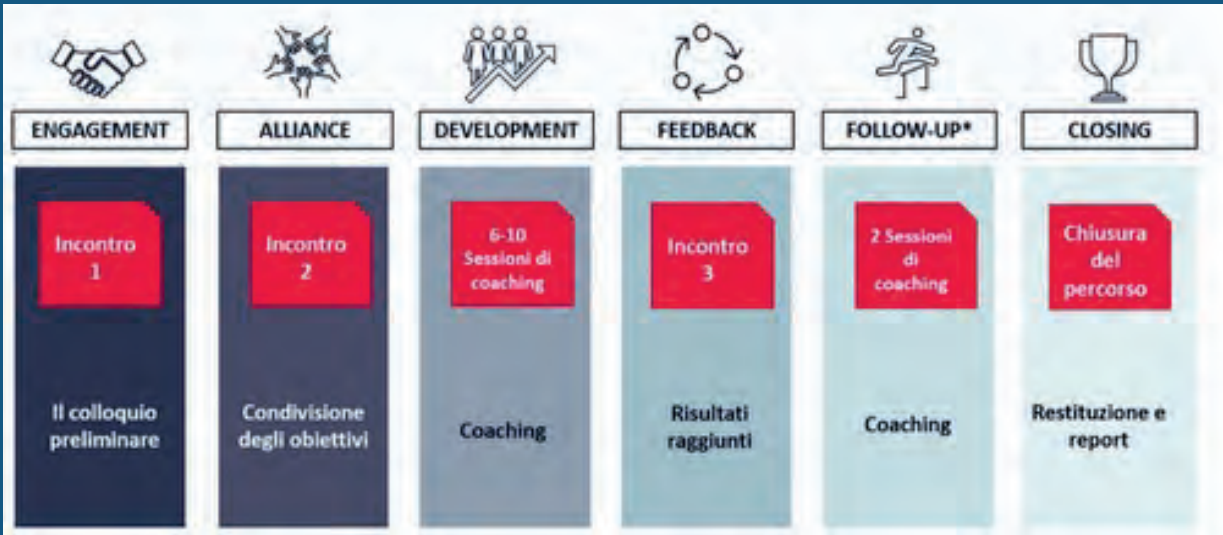 ENGAGEMENT
ALLIANCE
DEVELOPMENT
FEEDBACK
FOLLOW-UP*
CLOSING
Incontro
1
Incontro
2
6-10
Sessioni di
coaching
Incontro
3
2 Sessioni
di
coaching
Chiusura
del
percorso
Il colloquio
preliminare
Condivisione
degli obiettivi
Coaching
Risultati
raggiunti
Coaching
Restituzione e
report